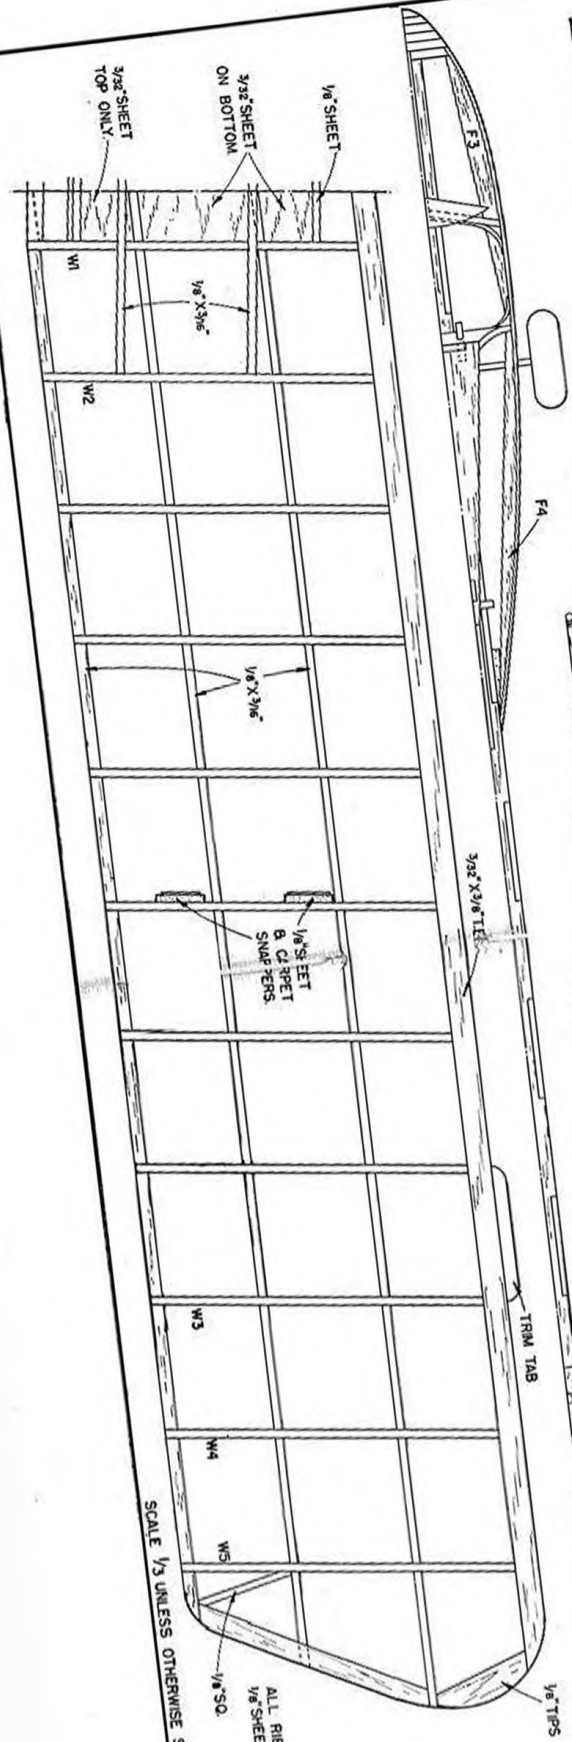 F3
F4
1/8" SHEET
3/32" SHEET
ON BOTTOM.
3/32" SHEET
TOP ONLY.
W1
1/8" X 3/16"
W2
1/8" X 3/16"
3/32" X 3/8" T.E.
1/8" SHEET
& CARPET
SNAPPERS.
TRIM TAB
W3
W4
W5
1/8" TIPS
1/8" SQ.
ALL
1/8"
SCALE 1/3 UNLESS OTHERWISE